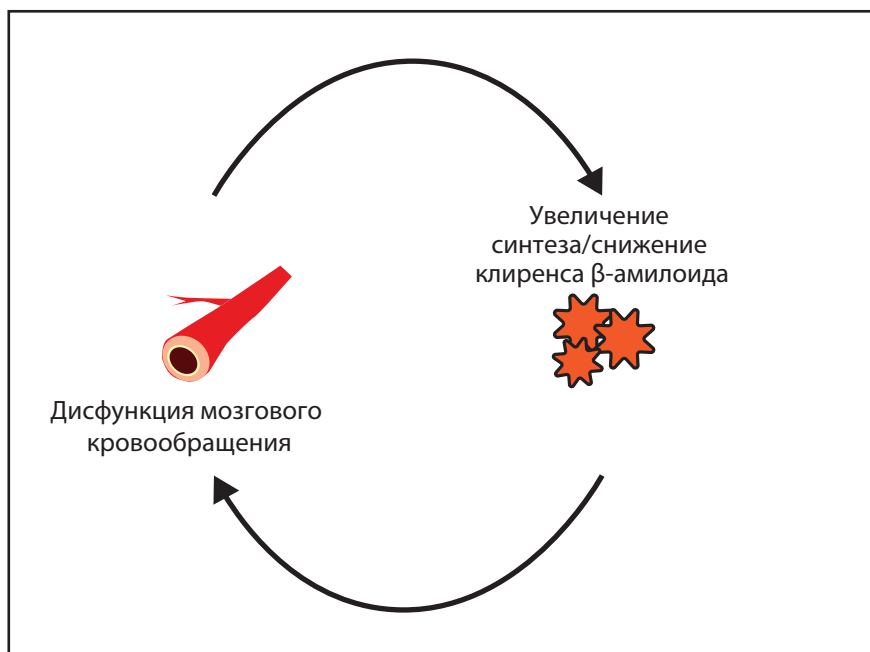 Увеличение
синтеза/снижение
клиренса β-амилоида
Дисфункция мозгового
кровообращения